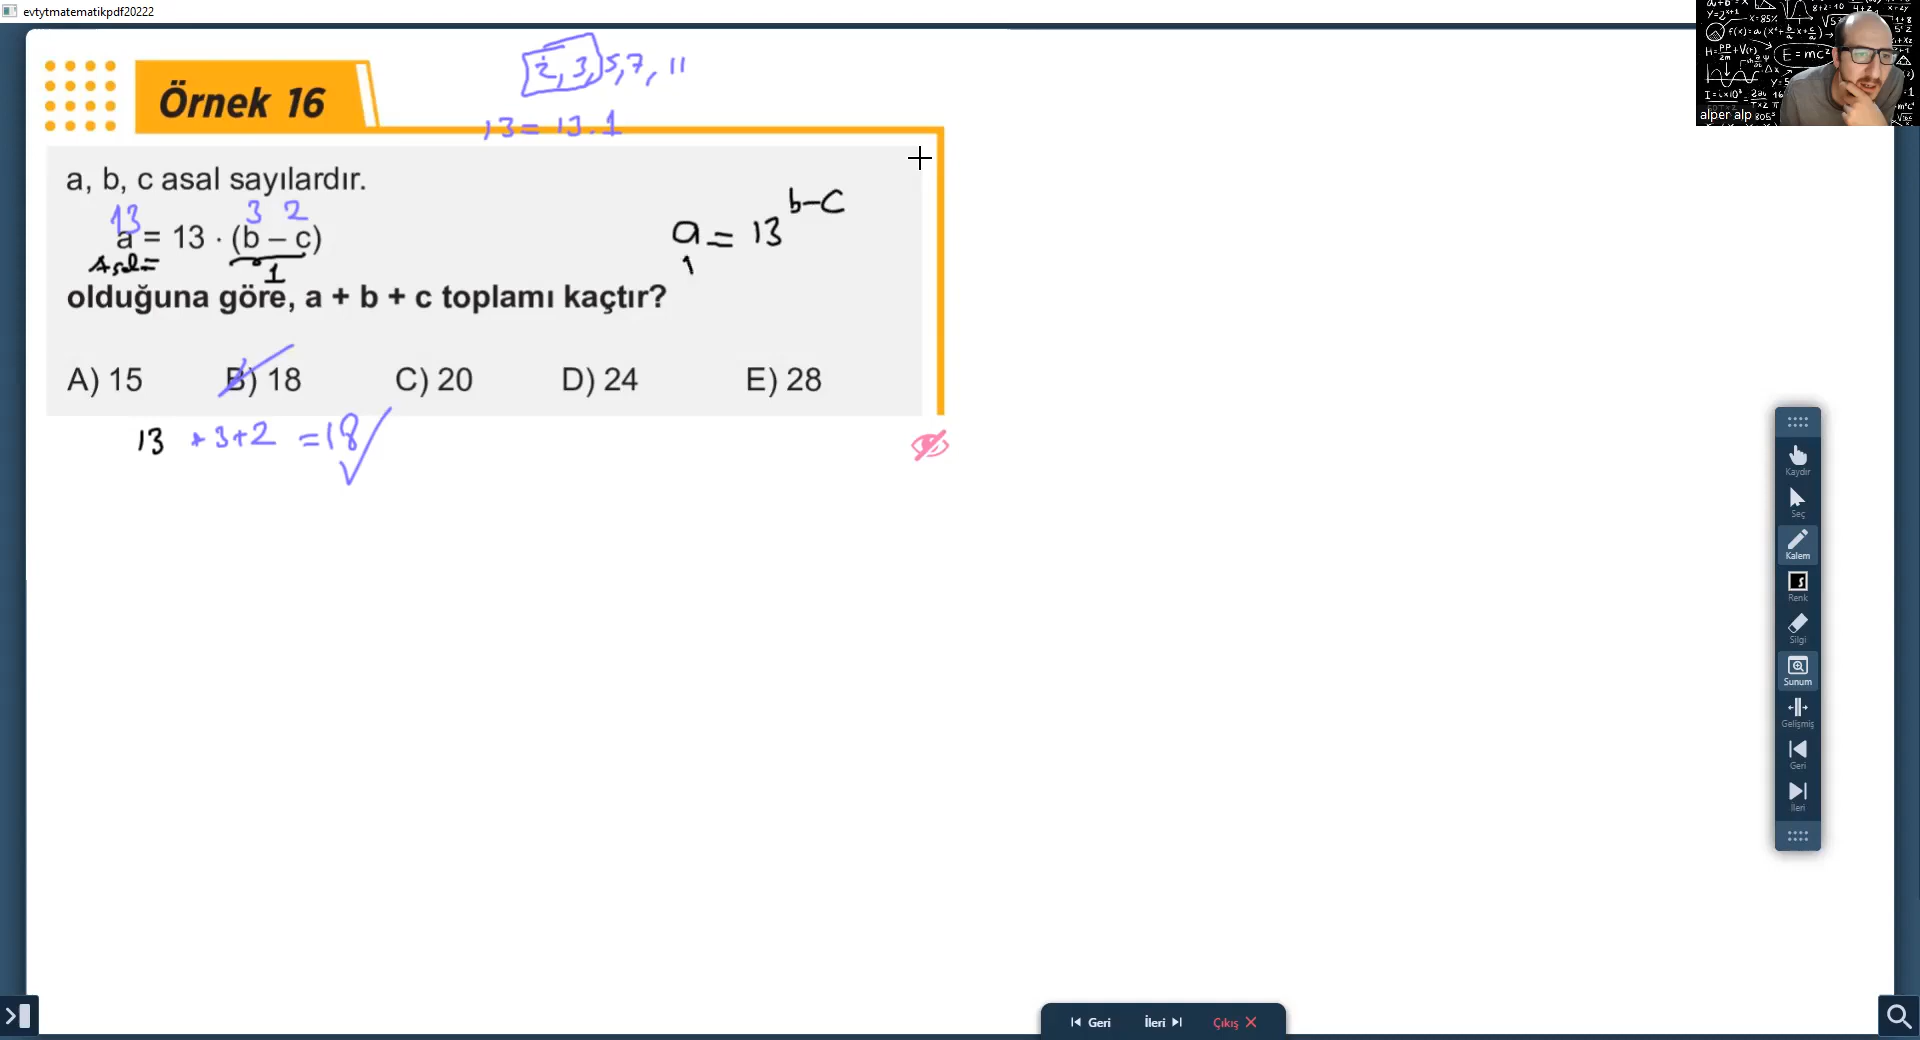 evtytmatematikpdf20222
alper alp
2, 3, 5, 7, 11
Örnek 16
13 = 13 . 1
a, b, c asal sayılardır.
13 3 2
a = 13 · (b – c)
Asal=
1
a = 13^{b-c}
1
olduğuna göre, a + b + c toplamı kaçtır?
A) 15 B) 18 C) 20 D) 24 E) 28
13 + 3 + 2 = 18
Kaydır
Seç
Kalem
Renk
Silgi
Sunum
Gelişmiş
Geri
İleri
Geri İleri Çıkış